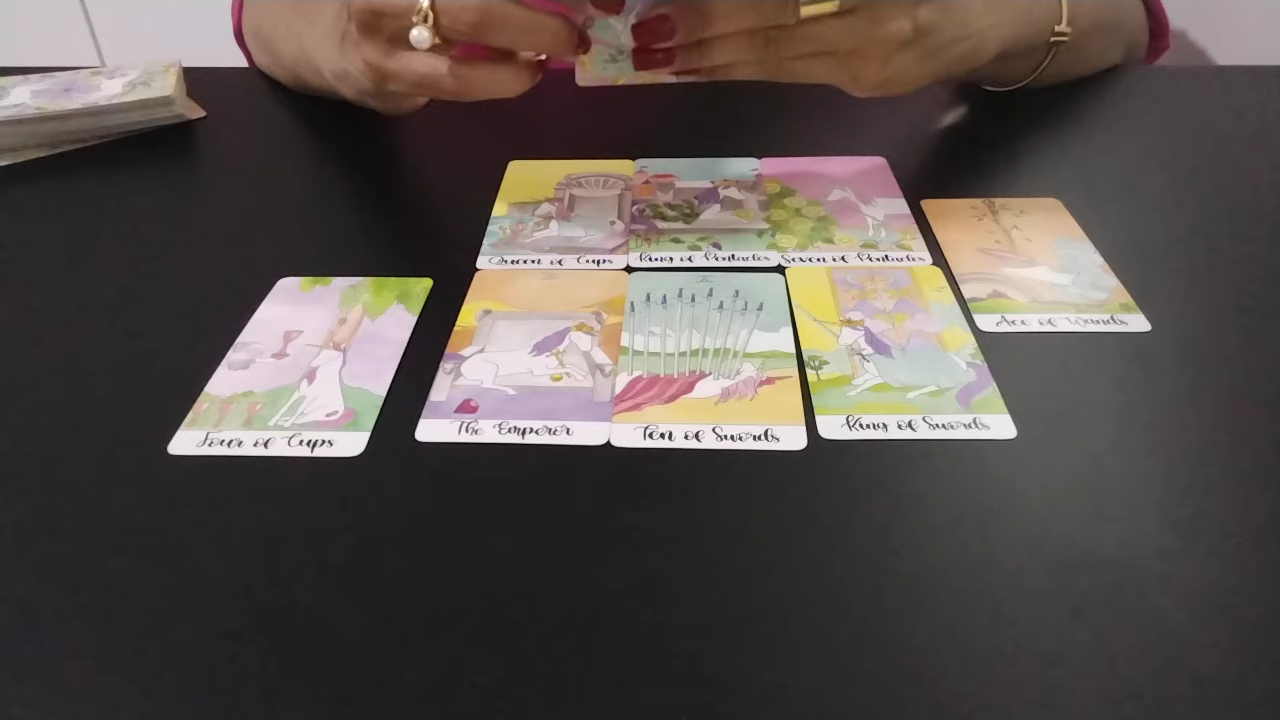 Queen of Cups
King of Pentacles
Seven of Pentacles
Ace of Wands
Four of Cups
The Emperor
X
Ten of Swords
King of Swords